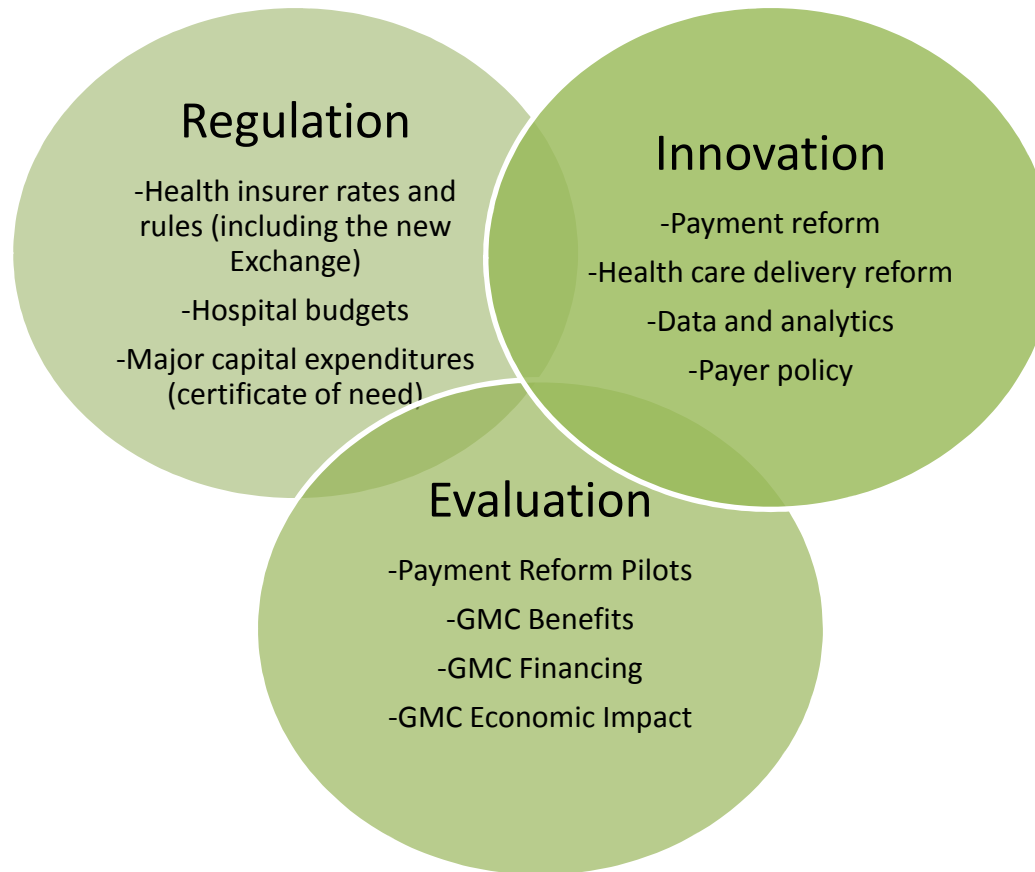 Regulation
-Health insurer rates and
rules (including the new
Exchange)
-Hospital budgets
-Major capital expenditures
(certificate of need)
Innovation
-Payment reform
-Health care delivery reform
-Data and analytics
-Payer policy
Evaluation
-Payment Reform Pilots
-GMC Benefits
-GMC Financing
-GMC Economic Impact